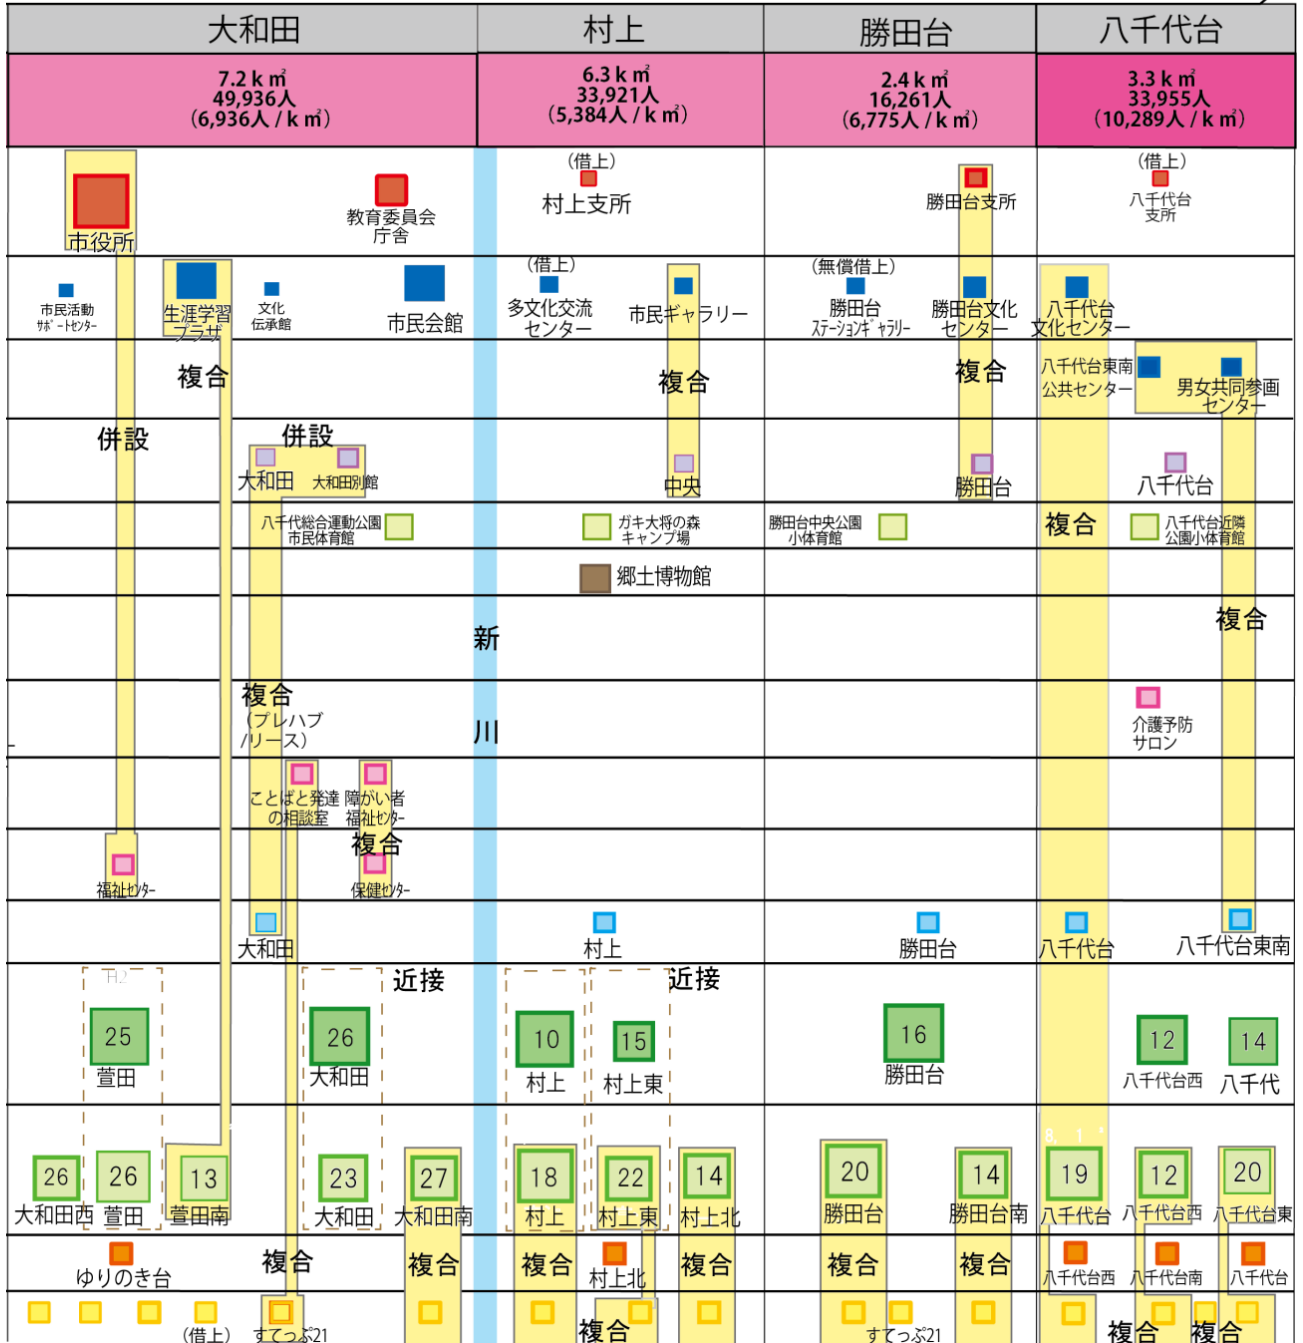 大和田
村上
勝田台
八千代台
7.2ｋ㎡
49,936人
（6,936人 /ｋ㎡）
6.3ｋ㎡
33,921人
（5,384人 /ｋ㎡）
2.4ｋ㎡
16,261人
（6,775人 /ｋ㎡）
3.3ｋ㎡
33,955人
（10,289人 /ｋ㎡）
市役所
教育委員会
庁舎
（借上）
村上支所
勝田台支所
（借上）
八千代台
支所
市民活動
ｻﾎﾟｰﾄｾﾝﾀｰ
生涯学習
プラザ
文化
伝承館
市民会館
（借上）
多文化交流
センター
市民ギャラリー
（無償借上）
勝田台
ｽﾃｰｼｮﾝｷﾞｬﾗﾘｰ
勝田台文化
センター
八千代台
文化センター
複合
複合
複合
八千代台東南
公共センター
男女共同参画
センター
併設
併設
大和田
大和田別館
中央
勝田台
八千代台
八千代総合運動公園
市民体育館
ガキ大将の森
キャンプ場
勝田台中央公園
小体育館
複合
八千代台近隣
公園小体育館
郷土博物館
新
川
複合
複合
（プレハブ
/リース）
介護予防
サロン
ことばと発達
の相談室
障がい者
福祉ｾﾝﾀｰ
複合
福祉ｾﾝﾀｰ
保健ｾﾝﾀｰ
大和田
村上
勝田台
八千代台
八千代台東南
近接
近接
25
萱田
26
大和田
10
村上
15
村上東
16
勝田台
12
八千代台西
14
八千代
26
大和田西
26
萱田
13
萱田南
23
大和田
27
大和田南
18
村上
22
村上東
14
村上北
20
勝田台
14
勝田台南
19
八千代台
12
八千代台西
20
八千代台東
ゆりのき台
複合
複合
複合
村上北
複合
複合
複合
八千代台西
八千代台南
八千代台
（借上）
すてっぷ21
複合
すてっぷ21
複合
複合